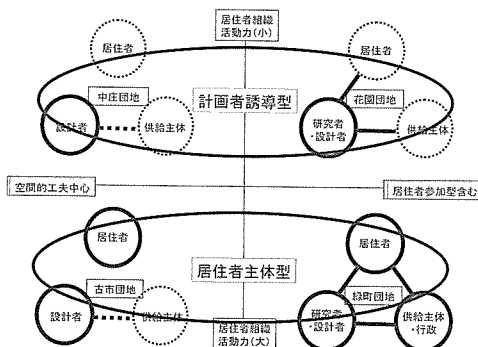 居住者組織
活動力(小)
居住者
居住者
中庄団地
計画者誘導型
花園団地
設計者
供給主体
研究者
・設計者
供給主体
空間的工夫中心
居住者参加型含む
居住者
居住者
居住者主体型
古市団地
緑町団地
設計者
供給主体
研究者
・設計者
供給主体
・行政
居住者組織
活動力(大)